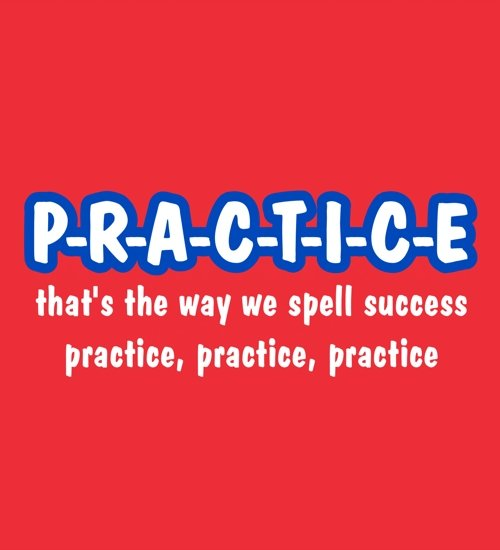 P-R-A-C-T-I-C-E
that's the way we spell success
practice, practice, practice